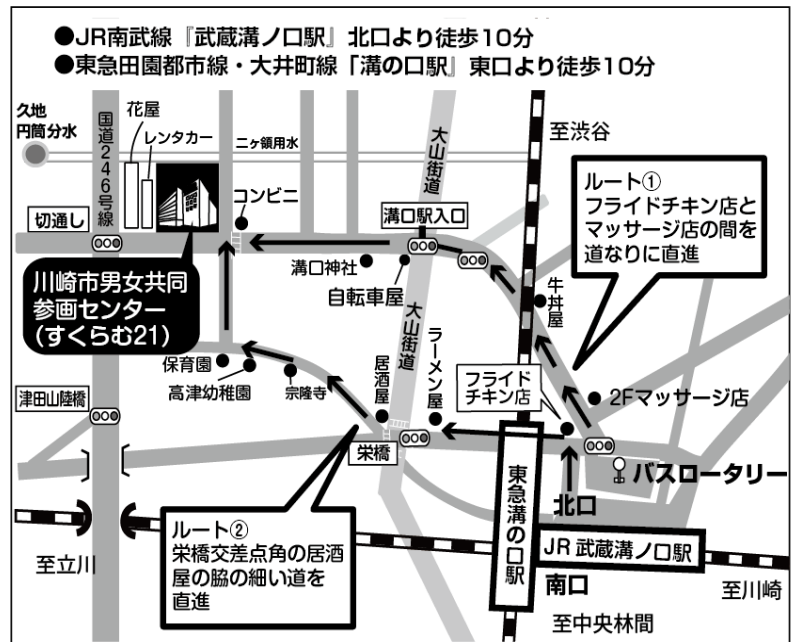 ●JR南武線『武蔵溝ノ口駅』北口より徒歩10分
●東急田園都市線・大井町線「溝の口駅』東口より徒歩10分
久地
円筒分水
国道246号線
花屋
レンタカー
二ヶ領用水
大山街道
至渋谷
コンビニ
切通し
溝口駅入口
ルート①
フライドチキン店と
マッサージ店の間を
道なりに直進
川崎市男女共同
参画センター
(すくらむ21)
溝口神社
自転車屋
大山街道
牛丼屋
保育園
高津幼稚園
宗隆寺
居酒屋
ラーメン屋
フライド
チキン店
2Fマッサージ店
津田山陸橋
栄橋
バスロータリー
北口
東急溝の口駅
ルート②
栄橋交差点角の居酒
屋の脇の細い道を
直進
JR 武蔵溝ノ口駅
南口
至立川
至川崎
至中央林間